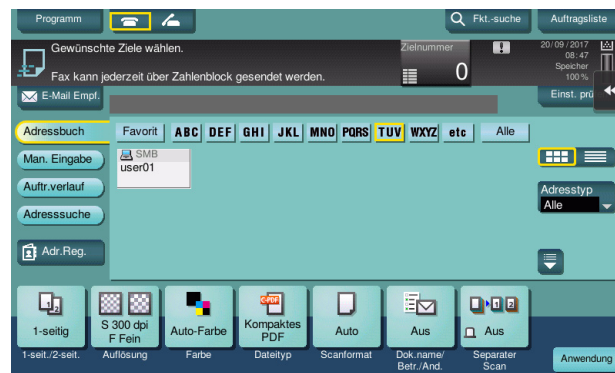 Programm
Fkt.-suche
Auftragsliste
Gewünschte Ziele wählen.
Fax kann jederzeit über Zahlenblock gesendet werden.
Zielnummer
0
20/09/2017
08:47
Speicher
100%
E-Mail Empf.
Einst. prü
Adressbuch
Favorit ABC DEF GHI JKL MNO PQRS TUV WXYZ etc Alle
Man. Eingabe
Auftr.verlauf
Adresssuche
Adr.Reg.
SMB
user01
Adresstyp
Alle
1-seitig
S 300 dpi
F Fein
Auto-Farbe
Kompaktes
PDF
Auto
Aus
Aus
1-seit./2-seit.
Auflösung
Farbe
Dateityp
Scanformat
Dok.name/
Betr./And.
Separater
Scan
Anwendung